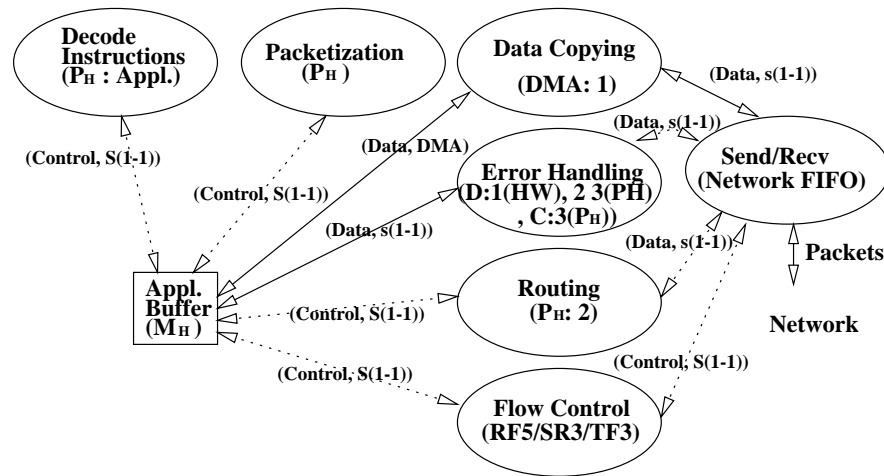 Decode
Instructions
(PH : Appl.)
Packetization
(PH )
Data Copying
(DMA: 1)
(Data, s(1-1))
(Data, s(1-1))
(Control, S(1-1))
(Data, DMA)
(Control, S(1-1))
Send/Recv
(Network FIFO)
Error Handling
(D:1(HW), 2 3(PH)
, C:3(PH))
(Data, s(1-1))
(Data, s(1-1))
Packets
Appl.
Buffer
(MH )
(Control, S(1-1))
Routing
(PH: 2)
Network
(Control, S(1-1))
(Control, S(1-1))
Flow Control
(RF5/SR3/TF3)